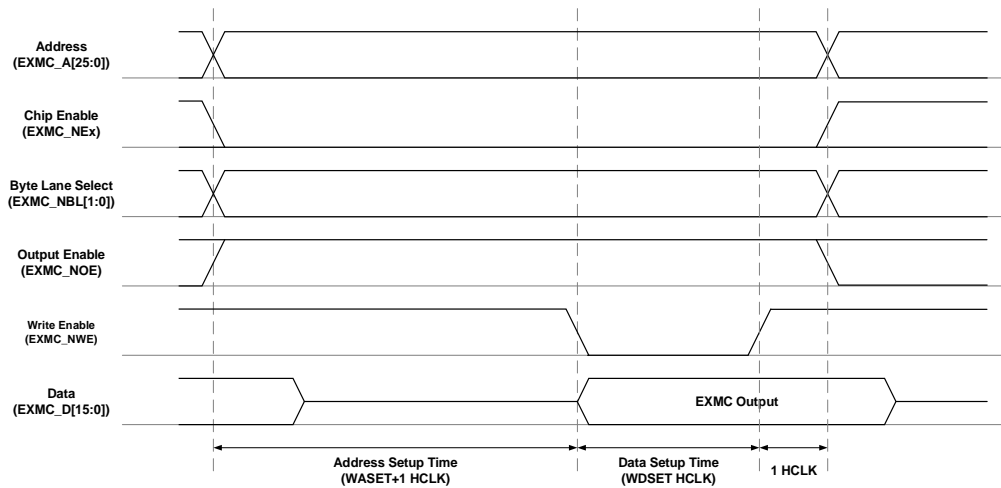 Address
(EXMC_A[25:0])
Chip Enable
(EXMC_NEx)
Byte Lane Select
(EXMC_NBL[1:0])
Output Enable
(EXMC_NOE)
Write Enable
(EXMC_NWE)
Data
(EXMC_D[15:0])
EXMC Output
Address Setup Time
(WASET+1 HCLK)
Data Setup Time
(WDSET HCLK)
1 HCLK